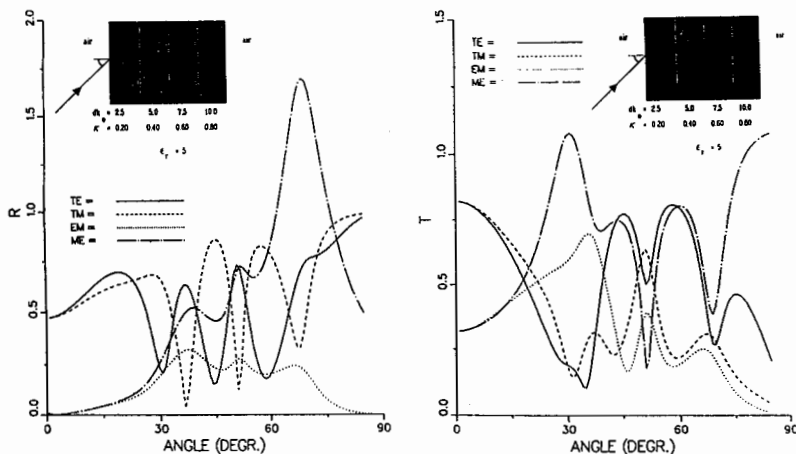 2.0
1.5
1.0
0.5
0.0
R
0
30
60
90
ANGLE (DEGR.)
air
air
dk₀ = 2.5 5.0 7.5 10.0
κ = 0.20 0.40 0.60 0.80
εᵣ = 5
TE =
TM =
EM =
ME =
1.5
1.0
0.5
0.0
T
0
30
60
90
ANGLE (DEGR.)
TE =
TM =
EM =
ME =
air
air
dk₀ = 2.5 5.0 7.5 10.0
κ = 0.20 0.40 0.60 0.80
εᵣ = 5